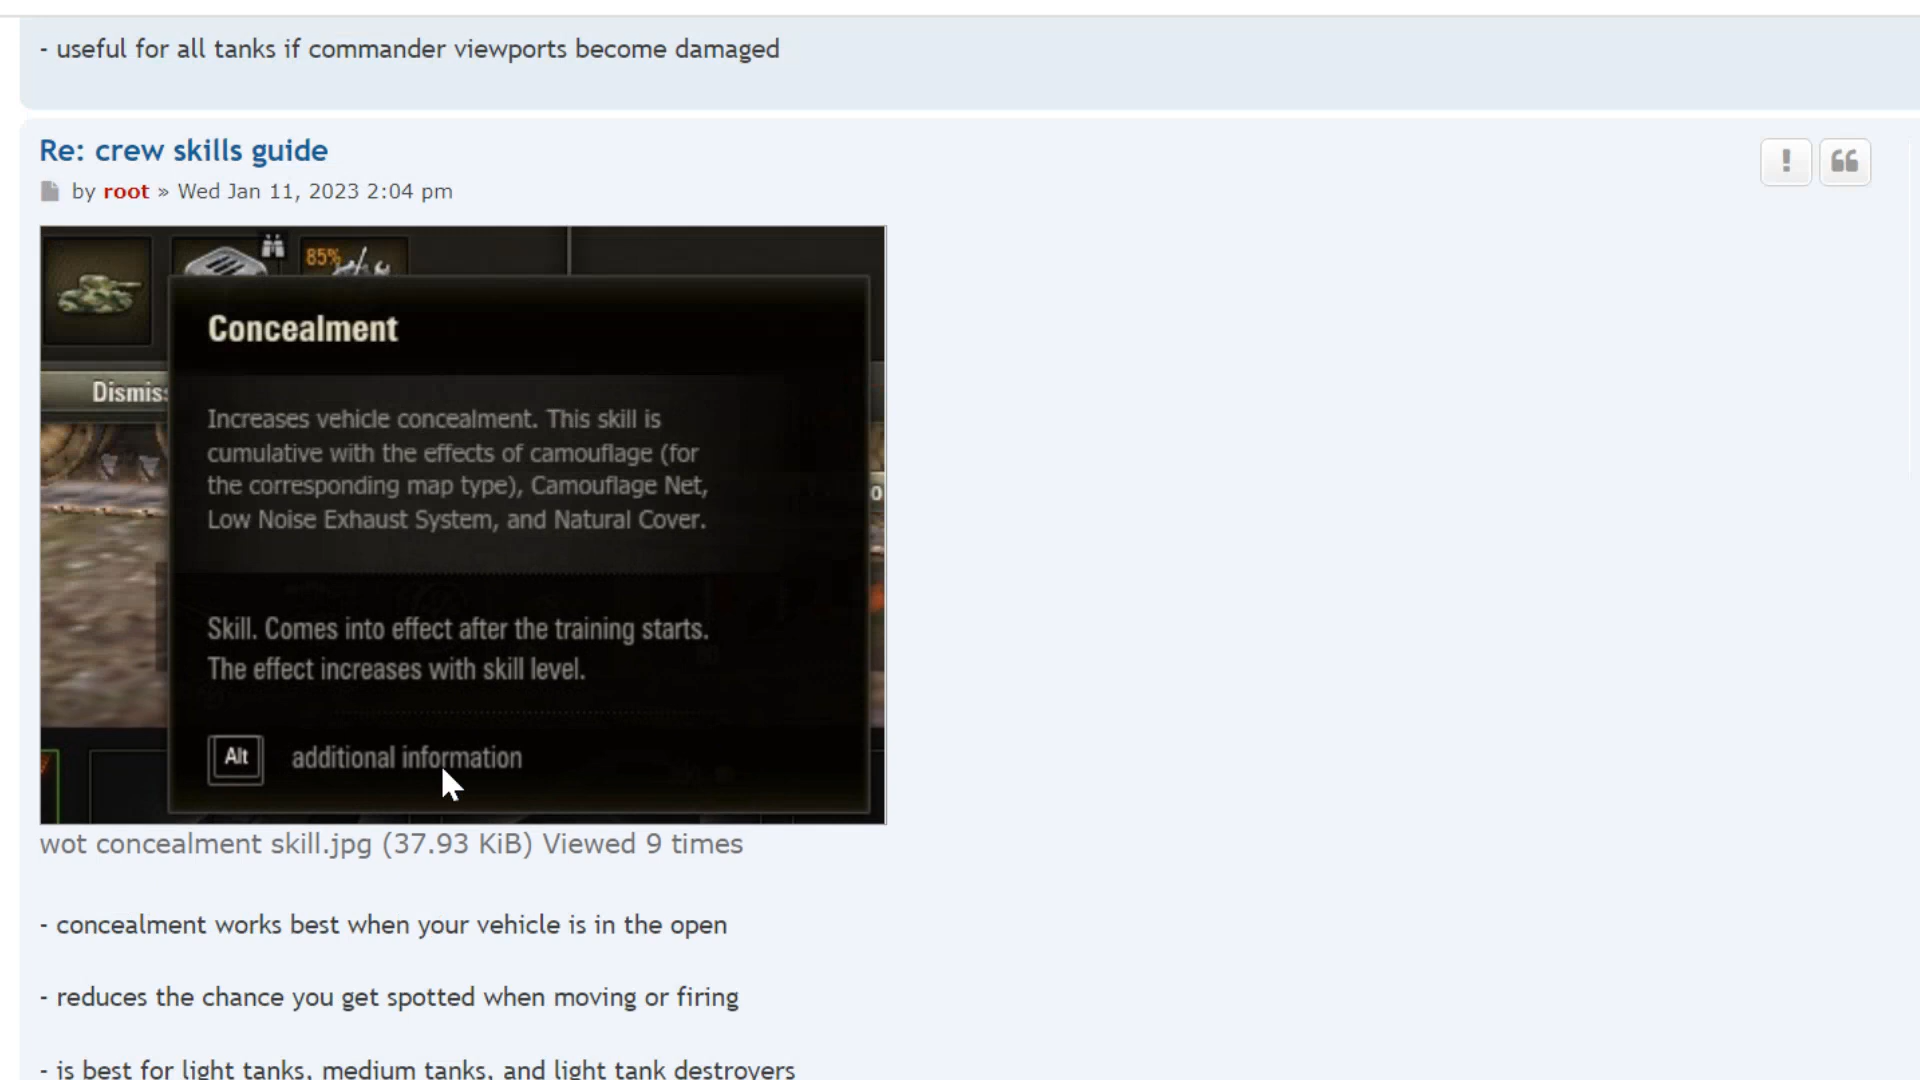 - useful for all tanks if commander viewports become damaged
Re: crew skills guide
by root » Wed Jan 11, 2023 2:04 pm
85%
Concealment
Dismiss
Increases vehicle concealment. This skill is
cumulative with the effects of camouflage (for
the corresponding map type), Camouflage Net,
Low Noise Exhaust System, and Natural Cover.
Skill. Comes into effect after the training starts.
The effect increases with skill level.
Alt additional information
wot concealment skill.jpg (37.93 KiB) Viewed 9 times
- concealment works best when your vehicle is in the open
- reduces the chance you get spotted when moving or firing
- is best for light tanks, medium tanks, and light tank destroyers